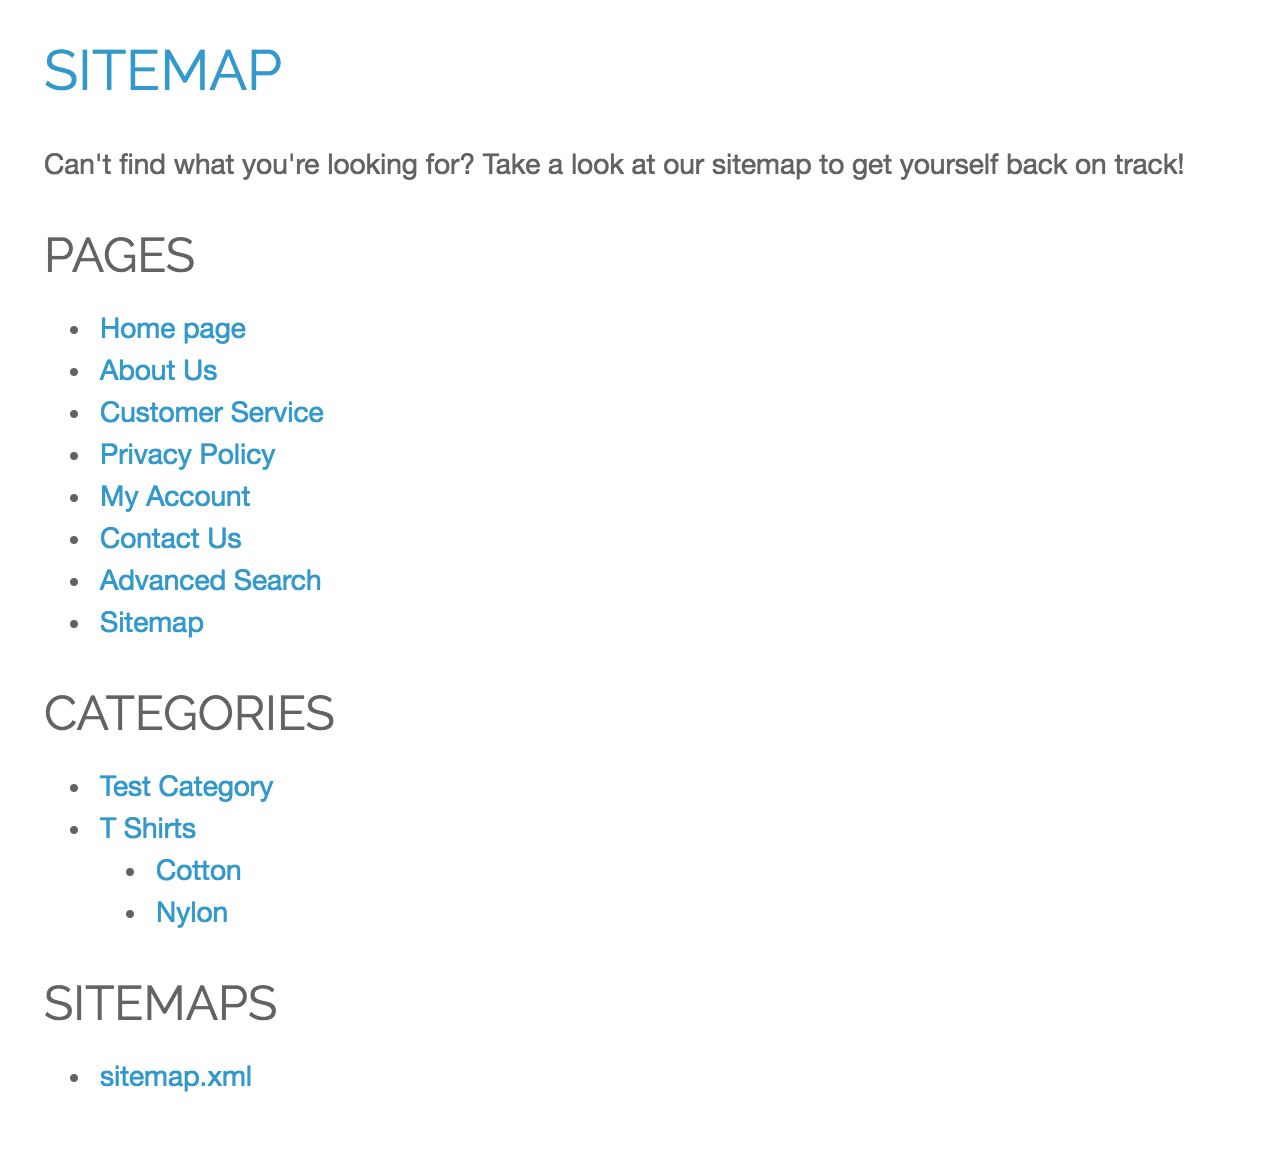 SITEMAP
Can't find what you're looking for? Take a look at our sitemap to get yourself back on track!
PAGES
Home page
About Us
Customer Service
Privacy Policy
My Account
Contact Us
Advanced Search
Sitemap
CATEGORIES
Test Category
T Shirts
Cotton
Nylon
SITEMAPS
sitemap.xml